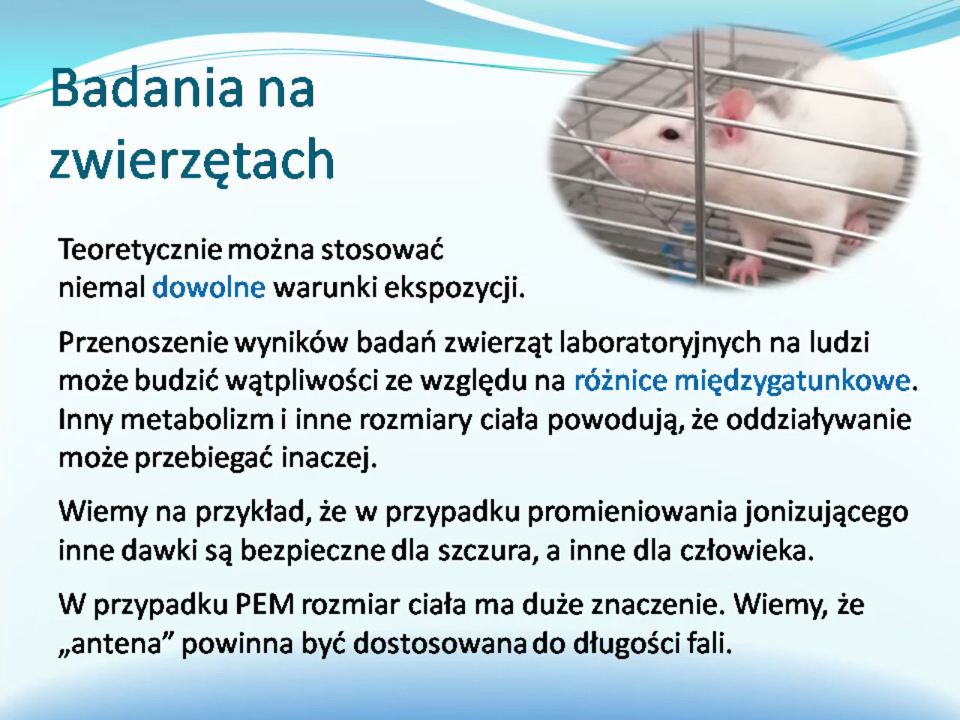 Badania na
zwierzętach
Teoretycznie można stosować
niemal dowolne warunki ekspozycji.
Przenoszenie wyników badań zwierząt laboratoryjnych na ludzi
może budzić wątpliwości ze względu na różnice międzygatunkowe.
Inny metabolizm i inne rozmiary ciała powodują, że oddziaływanie
może przebiegać inaczej.
Wiemy na przykład, że w przypadku promieniowania jonizującego
inne dawki są bezpieczne dla szczura, a inne dla człowieka.
W przypadku PEM rozmiar ciała ma duże znaczenie. Wiemy, że
„antena” powinna być dostosowana do długości fali.